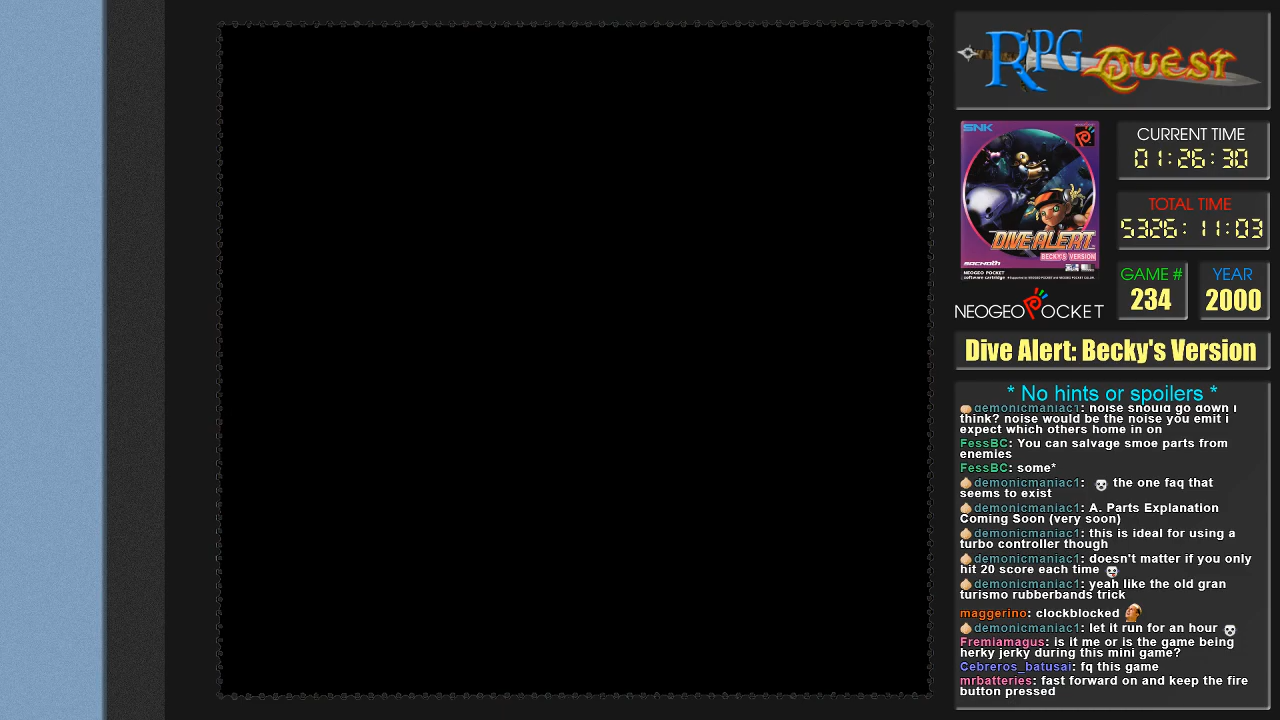 RPG Quest
SNK
DIVE ALERT
BECKY'S VERSION
sacnoth
NEOGEO POCKET
NEOGEO POCKET
CURRENT TIME
01:26:30
TOTAL TIME
5326:11:03
GAME #
234
YEAR
2000
Dive Alert: Becky's Version
* No hints or spoilers *
demonicmaniac1: noise should go down i
think? noise would be the noise you emit i
expect which others home in on
FessBC: You can salvage smoe parts from
enemies
FessBC: some*
demonicmaniac1: the one faq that
seems to exist
demonicmaniac1: A. Parts Explanation
Coming Soon (very soon)
demonicmaniac1: this is ideal for using a
turbo controller though
demonicmaniac1: doesn't matter if you only
hit 20 score each time
demonicmaniac1: yeah like the old gran
turismo rubberbands trick
maggerino: clockblocked
demonicmaniac1: let it run for an hour
Fremiamagus: is it me or is the game being
herky jerky during this mini game?
Cebreros_batusai: fq this game
mrbatteries: fast forward on and keep the fire
button pressed